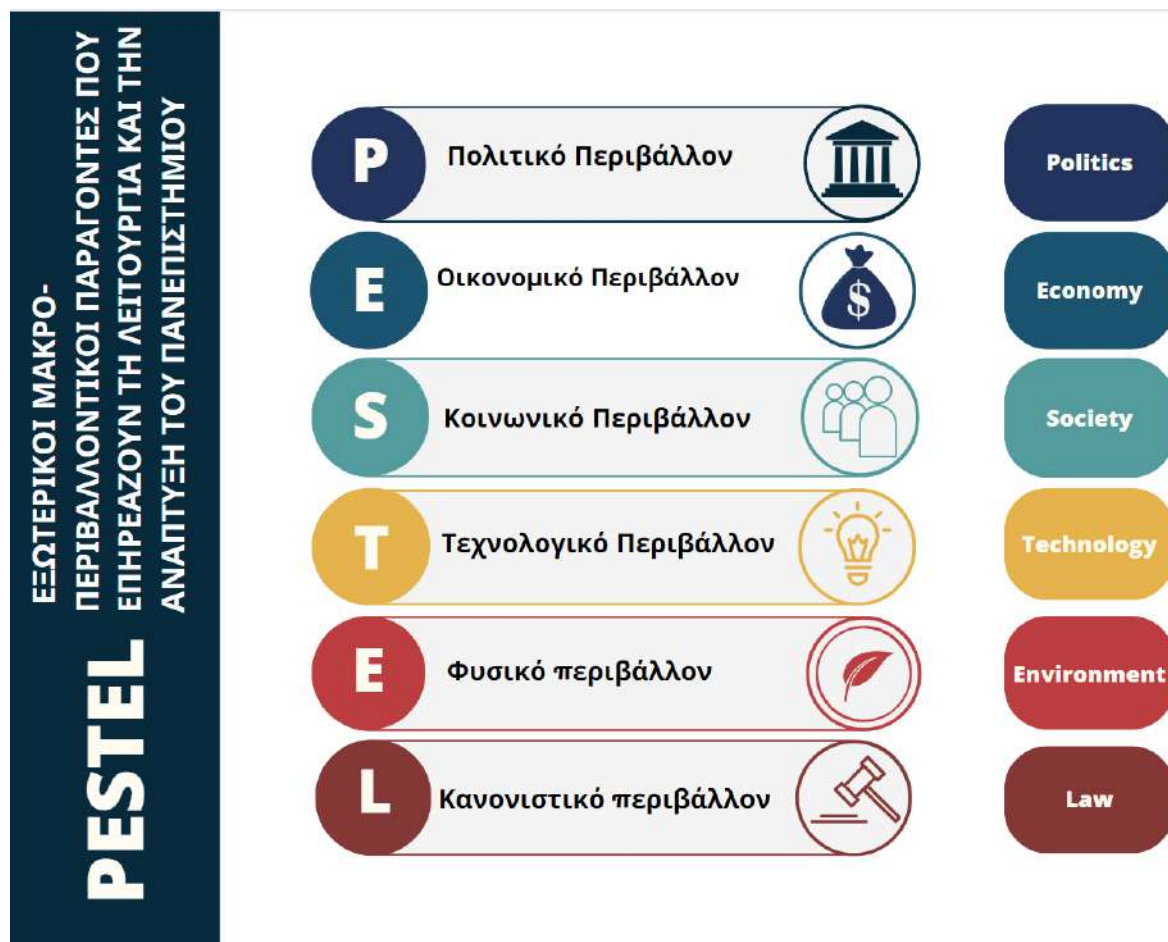 PESTEL
ΕΞΩΤΕΡΙΚΟΙ ΜΑΚΡΟ-
ΠΕΡΙΒΑΛΛΟΝΤΙΚΟΙ ΠΑΡΑΓΟΝΤΕΣ ΠΟΥ
ΕΠΗΡΕΑΖΟΥΝ ΤΗ ΛΕΙΤΟΥΡΓΙΑ ΚΑΙ ΤΗΝ
ΑΝΑΠΤΥΞΗ ΤΟΥ ΠΑΝΕΠΙΣΤΗΜΙΟΥ
P Πολιτικό Περιβάλλον Politics
E Οικονομικό Περιβάλλον $ Economy
S Κοινωνικό Περιβάλλον Society
T Τεχνολογικό Περιβάλλον Technology
E Φυσικό περιβάλλον Environment
L Κανονιστικό περιβάλλον Law